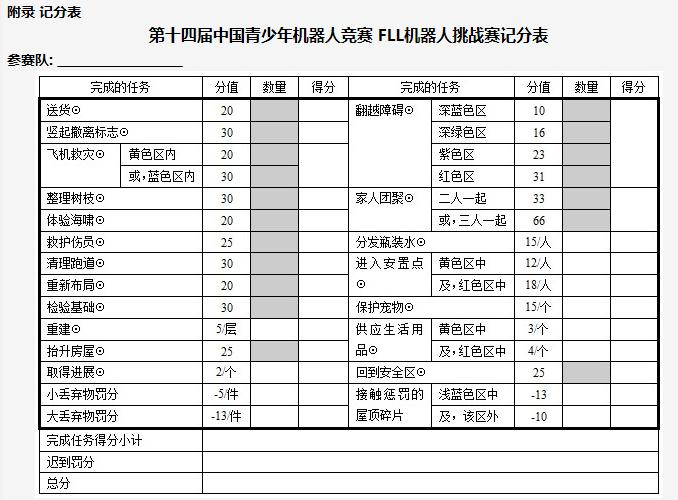 附录 记分表
第十四届中国青少年机器人竞赛 FLL机器人挑战赛记分表
参赛队: 
完成的任务 分值 数量 得分 完成的任务 分值 数量 得分
送货⊙ 20 翻越障碍⊙ 深蓝色区 10
竖起撤离标志⊙ 30 深绿色区 16
飞机救灾⊙ 黄色区内 20 紫色区 23
或,蓝色区内 30 红色区 31
整理树枝⊙ 30 家人团聚⊙ 二人一起 33
体验海啸⊙ 20 或,三人一起 66
救护伤员⊙ 25 分发瓶装水⊙ 15/人
清理跑道⊙ 30 进入安置点 黄色区中 12/人
重新布局⊙ 20 ⊙ 及,红色区中 18/人
检验基础⊙ 30 保护宠物⊙ 15/个
重建⊙ 5/层 供应生活用 黄色区中 3/个
抬升房屋⊙ 25 品⊙ 及,红色区中 4/个
取得进展⊙ 2/个 回到安全区⊙ 25
小丢弃物罚分 -5/件 接触惩罚的 浅蓝色区中 -13
大丢弃物罚分 -13/件 屋顶碎片 及,该区外 -10
完成任务得分小计
迟到罚分
总分